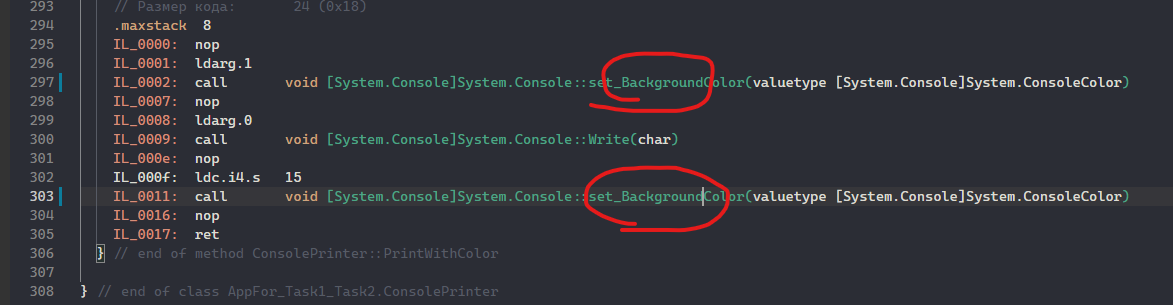 293 // Размер кода: 24 (0x18)
294 .maxstack 8
295 IL_0000: nop
296 IL_0001: ldarg.1
297 IL_0002: call void [System.Console]System.Console::set_BackgroundColor(valuetype [System.Console]System.ConsoleColor)
298 IL_0007: nop
299 IL_0008: ldarg.0
300 IL_0009: call void [System.Console]System.Console::Write(char)
301 IL_000e: nop
302 IL_000f: ldc.i4.s 15
303 IL_0011: call void [System.Console]System.Console::set_BackgroundColor(valuetype [System.Console]System.ConsoleColor)
304 IL_0016: nop
305 IL_0017: ret
306 } // end of method ConsolePrinter::PrintWithColor
307
308 } // end of class AppFor_Task1_Task2.ConsolePrinter